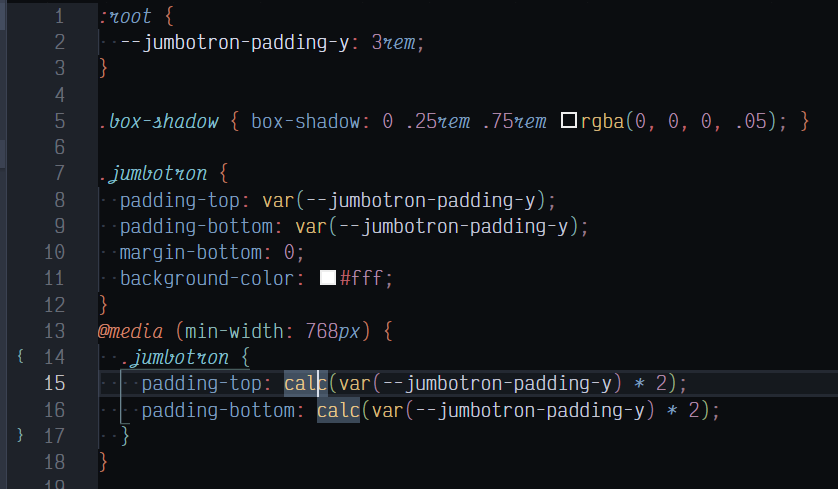 1 :root {
2 --jumbotron-padding-y: 3rem;
3 }
4
5 .box-shadow { box-shadow: 0 .25rem .75rem rgba(0, 0, 0, .05); }
6
7 .jumbotron {
8 padding-top: var(--jumbotron-padding-y);
9 padding-bottom: var(--jumbotron-padding-y);
10 margin-bottom: 0;
11 background-color: #fff;
12 }
13 @media (min-width: 768px) {
{ 14 .jumbotron {
15 padding-top: calc(var(--jumbotron-padding-y) * 2);
16 padding-bottom: calc(var(--jumbotron-padding-y) * 2);
} 17 }
18 }
19